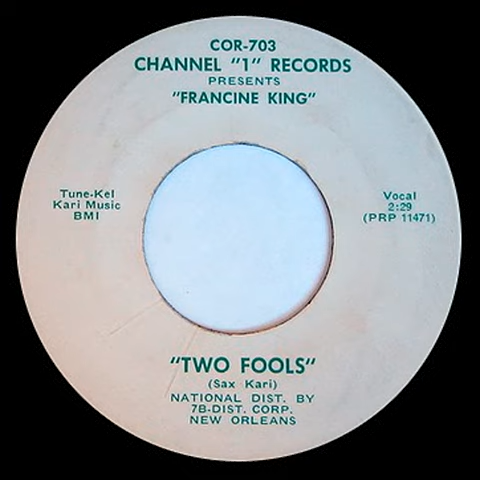 COR-703
CHANNEL "1" RECORDS
PRESENTS
"FRANCINE KING"
Tune-Kel
Kari Music
BMI
Vocal
2:29
(PRP 11471)
"TWO FOOLS"
(Sax Kari)
NATIONAL DIST. BY
7B-DIST. CORP.
NEW ORLEANS